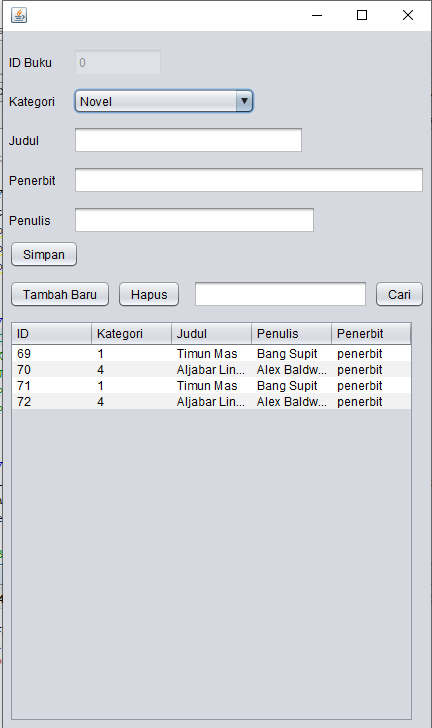 ID Buku 0
Kategori Novel
Judul
Penerbit
Penulis
Simpan
Tambah Baru Hapus Cari
ID Kategori Judul Penulis Penerbit
69 1 Timun Mas Bang Supit penerbit
70 4 Aljabar Lin... Alex Baldw... penerbit
71 1 Timun Mas Bang Supit penerbit
72 4 Aljabar Lin... Alex Baldw... penerbit